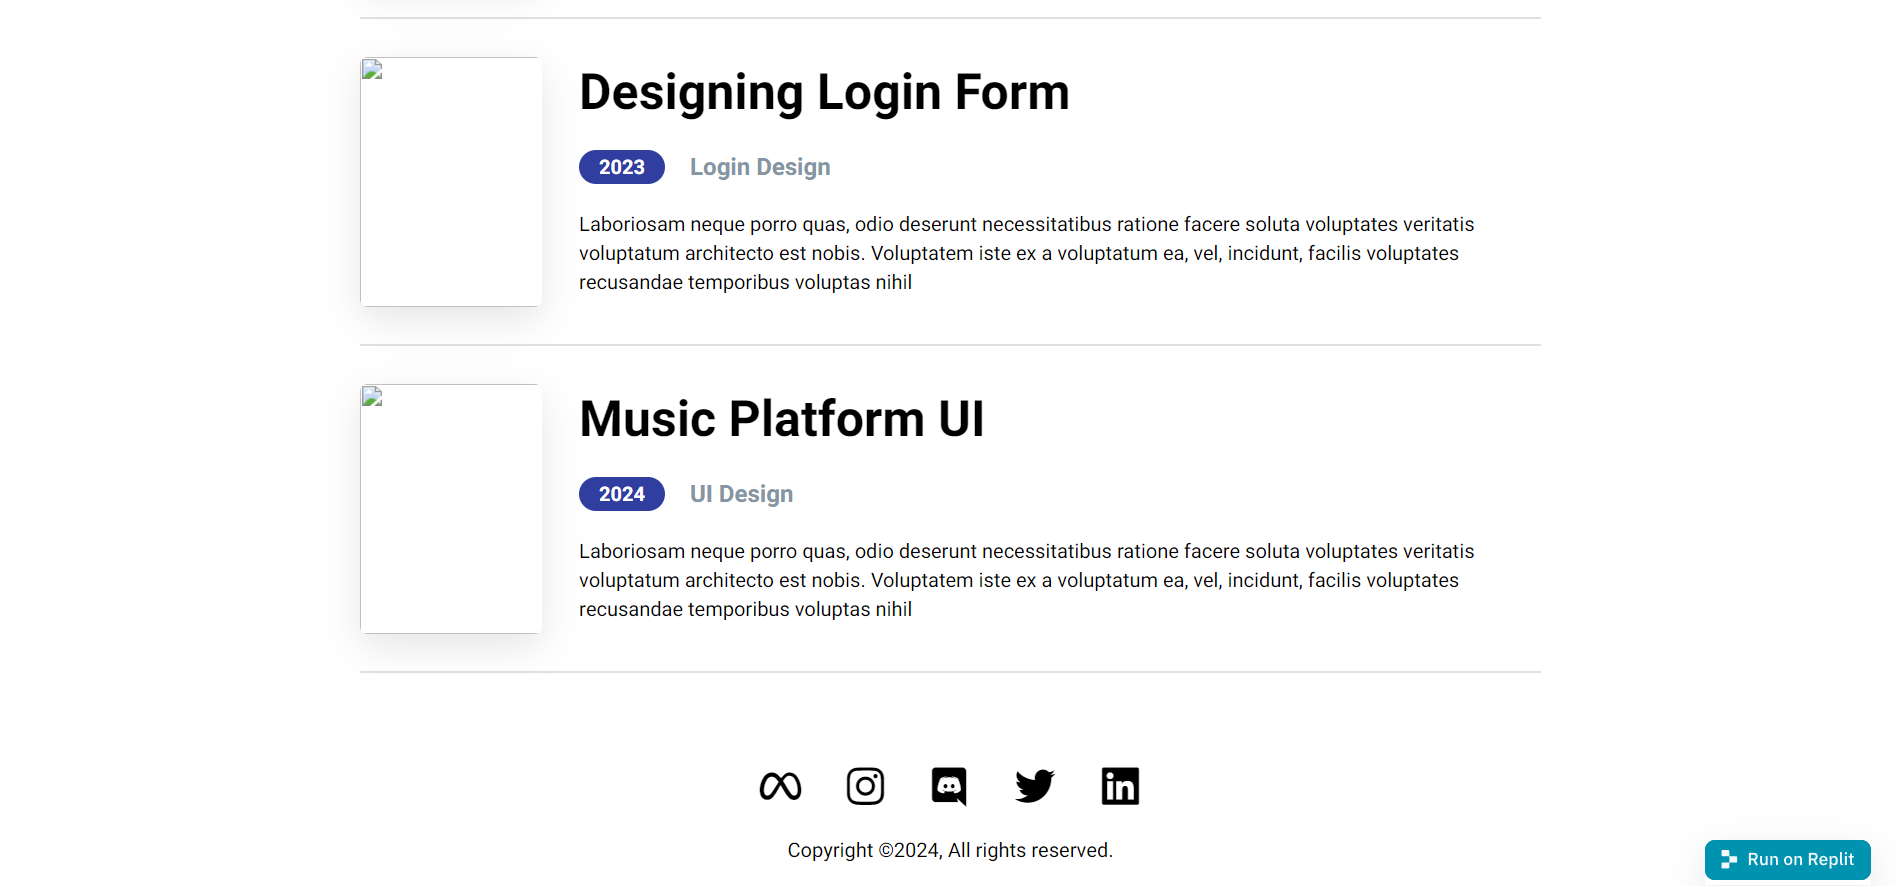 Designing Login Form
2023 Login Design
Laboriosam neque porro quas, odio deserunt necessitatibus ratione facere soluta voluptates veritatis
voluptatum architecto est nobis. Voluptatem iste ex a voluptatum ea, vel, incidunt, facilis voluptates
recusandae temporibus voluptas nihil
Music Platform UI
2024 UI Design
Laboriosam neque porro quas, odio deserunt necessitatibus ratione facere soluta voluptates veritatis
voluptatum architecto est nobis. Voluptatem iste ex a voluptatum ea, vel, incidunt, facilis voluptates
recusandae temporibus voluptas nihil
in
Copyright ©2024, All rights reserved.
Run on Replit